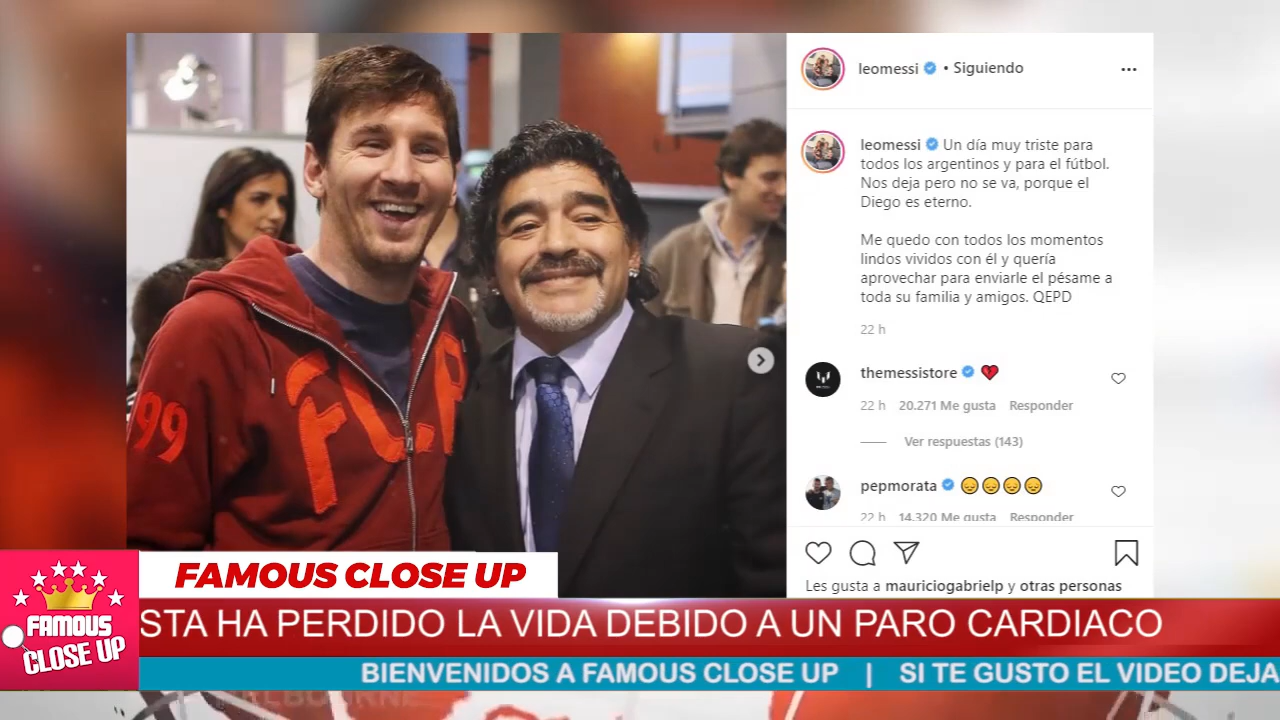 leomessi • Siguiendo
leomessi Un día muy triste para
todos los argentinos y para el fútbol.
Nos deja pero no se va, porque el
Diego es eterno.
Me quedo con todos los momentos
lindos vividos con él y quería
aprovechar para enviarle el pésame a
toda su familia y amigos. QEPD
22 h
themessistore
22 h 20.271 Me gusta Responder
Ver respuestas (143)
pepmorata
22 h 14.320 Me gusta Responder
Les gusta a mauriciogabrielp y otras personas
99
FCB
FAMOUS CLOSE UP
FAMOUS
CLOSE UP
STA HA PERDIDO LA VIDA DEBIDO A UN PARO CARDIACO
BIENVENIDOS A FAMOUS CLOSE UP | SI TE GUSTO EL VIDEO DEJA